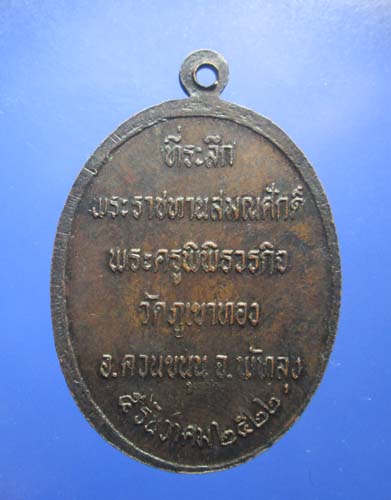 ที่ระลึก
พระราชทานสมณศักดิ์
พระครูพิพิธวรกิจ
วัดภูเขาทอง
อ.ควนขนุน จ.พัทลุง
๕ ธันวาคม ๒๕๒๒